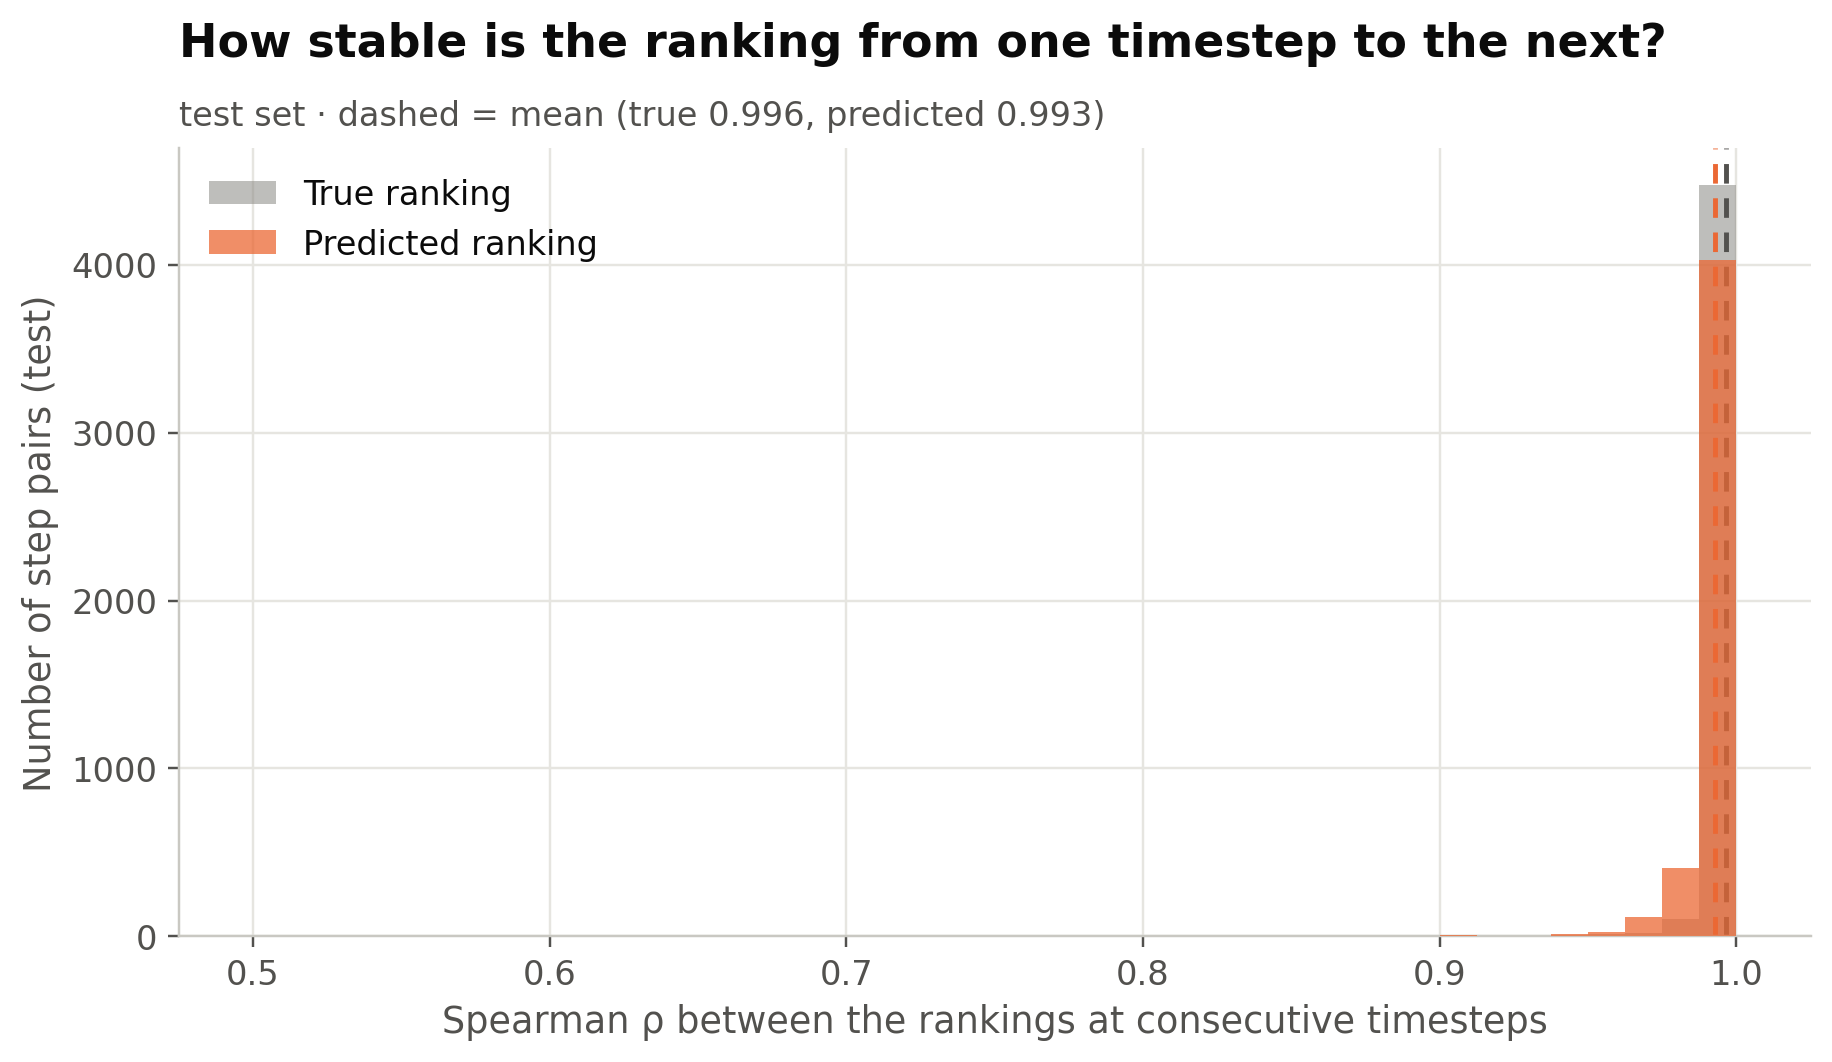 How stable is the ranking from one timestep to the next?
test set · dashed = mean (true 0.996, predicted 0.993)
True ranking
Predicted ranking
Number of step pairs (test)
4000
3000
2000
1000
0
0.5 0.6 0.7 0.8 0.9 1.0
Spearman ρ between the rankings at consecutive timesteps